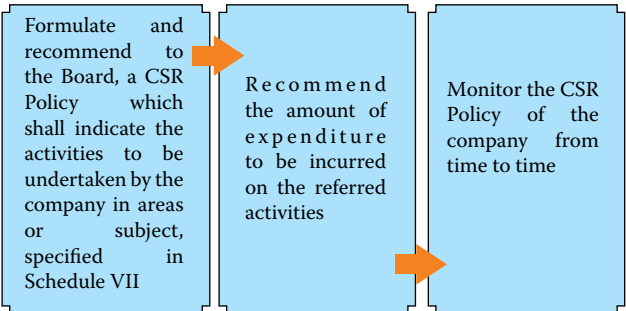 Formulate and
recommend to
the Board, a CSR
Policy which
shall indicate the
activities to be
undertaken by the
company in areas
or subject,
specified in
Schedule VII
Recommend
the amount of
expenditure
to be incurred
on the referred
activities
Monitor the CSR
Policy of the
company from
time to time